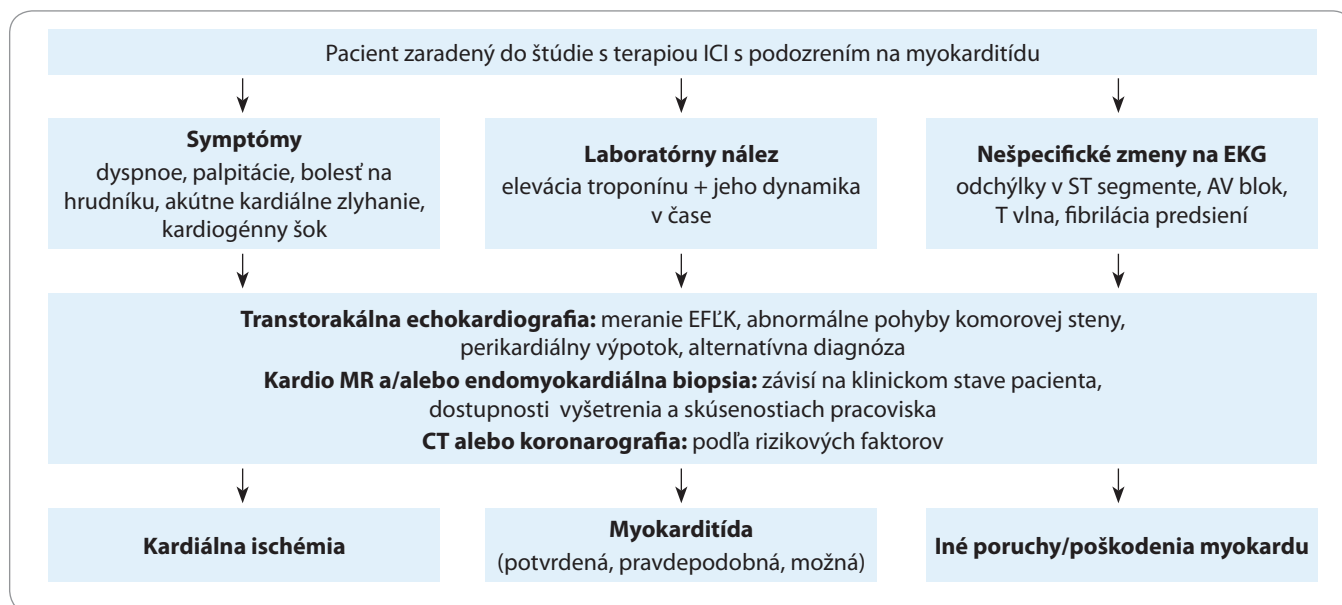 Pacient zaradený do štúdie s terapiou ICI s podozrením na myokarditídu
Symptómy
dyspnoe, palpitácie, bolesť na
hrudníku, akútne kardiálne zlyhanie,
kardiogénny šok
Laboratórny nález
elevácia troponínu + jeho dynamika
v čase
Nešpecifické zmeny na EKG
odchýlky v ST segmente, AV blok,
T vlna, fibrilácia predsiení
Transtorakálna echokardiografia: meranie EFĽK, abnormálne pohyby komorovej steny,
perikardiálny výpotok, alternatívna diagnóza
Kardio MR a/alebo endomyokardiálna biopsia: závisí na klinickom stave pacienta,
dostupnosti vyšetrenia a skúsenostiach pracoviska
CT alebo koronarografia: podľa rizikových faktorov
Kardiálna ischémia
Myokarditída
(potvrdená, pravdepodobná, možná)
Iné poruchy/poškodenia myokardu